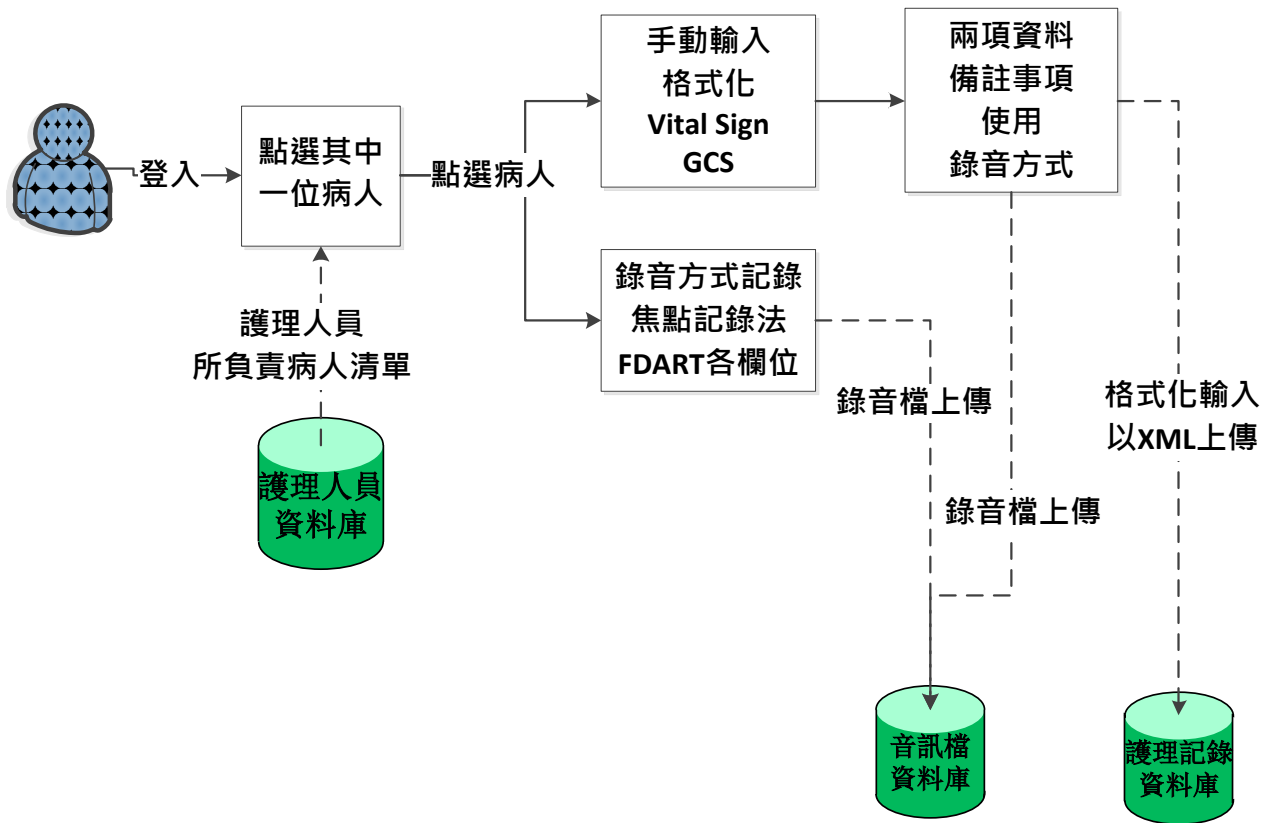 手動輸入
格式化
Vital Sign
GCS
兩項資料
備註事項
使用
錄音方式
登入
點選其中
一位病人
點選病人
錄音方式記錄
焦點記錄法
FDART各欄位
護理人員
所負責病人清單
錄音檔上傳
格式化輸入
以XML上傳
護理人員
資料庫
錄音檔上傳
音訊檔
資料庫
護理記錄
資料庫